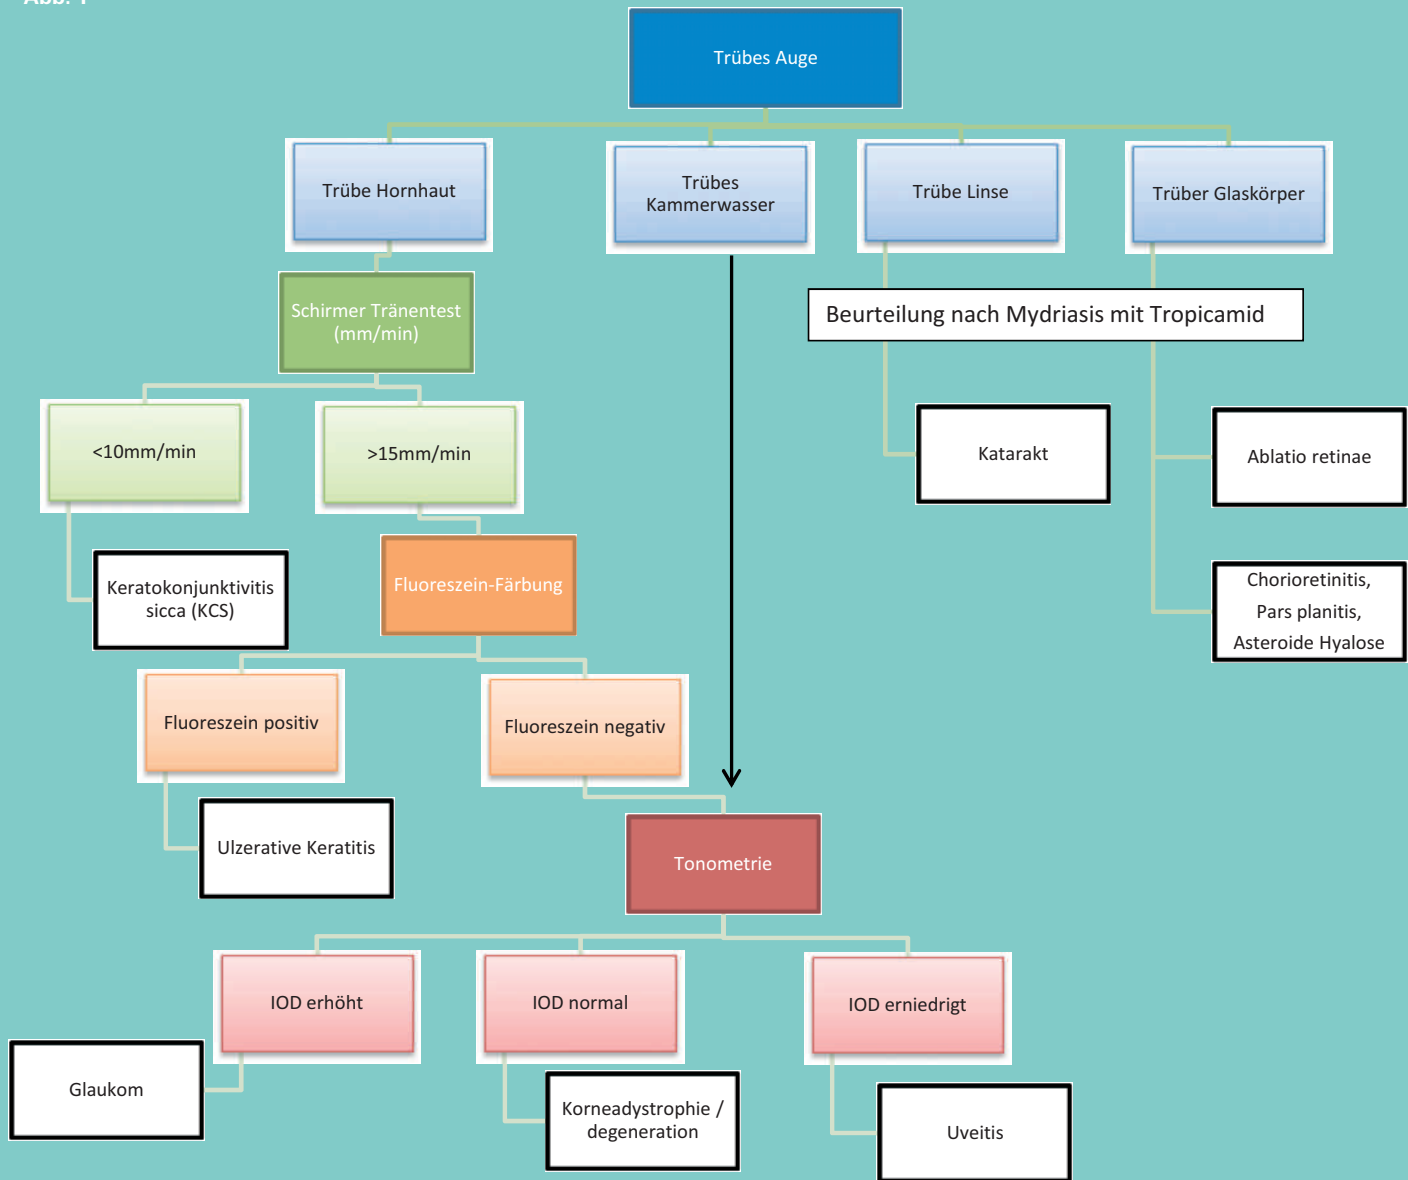 Trübes Auge
Trübe Hornhaut
Trübes
Kammerwasser
Trübe Linse
Trüber Glaskörper
Schirmer Tränentest
(mm/min)
Beurteilung nach Mydriasis mit Tropicamid
<10mm/min
>15mm/min
Katarakt
Ablatio retinae
Keratokonjunktivitis
sicca (KCS)
Fluoreszein-Färbung
Chorioretinitis,
Pars planitis,
Asteroide Hyalose
Fluoreszein positiv
Fluoreszein negativ
Ulzerative Keratitis
Tonometrie
IOD erhöht
IOD normal
IOD erniedrigt
Glaukom
Korneadystrophie /
degeneration
Uveitis